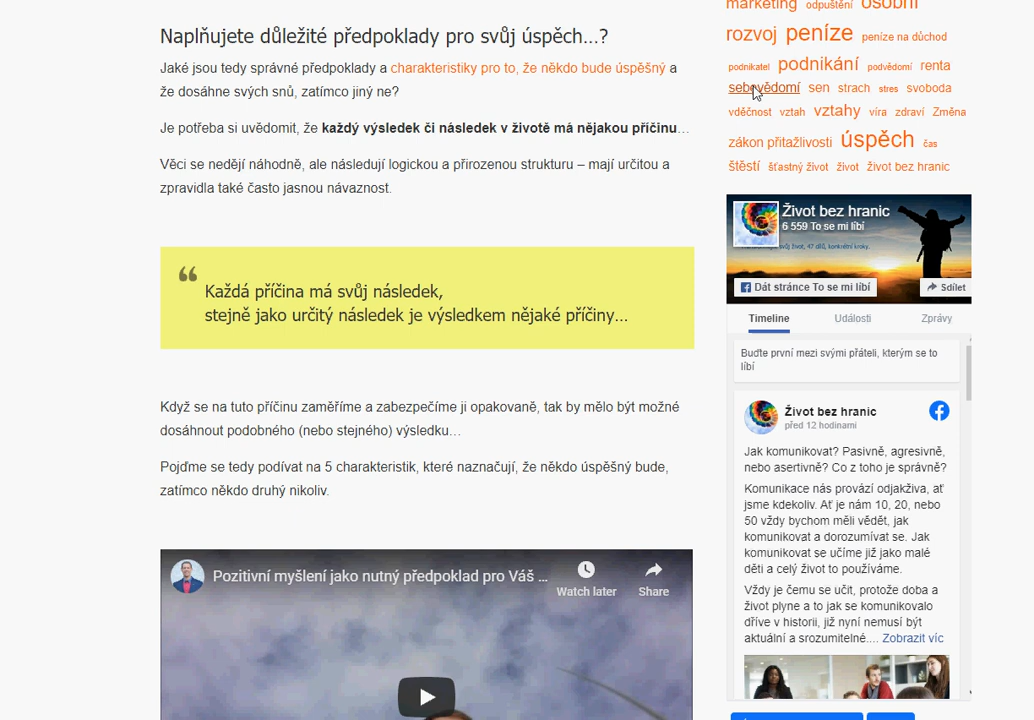 Naplňujete důležité předpoklady pro svůj úspěch…?
Jaké jsou tedy správné předpoklady a charakteristiky pro to, že někdo bude úspěšný a
že dosáhne svých snů, zatímco jiný ne?
Je potřeba si uvědomit, že každý výsledek či následek v životě má nějakou příčinu…
Věci se nedějí náhodně, ale následují logickou a přirozenou strukturu – mají určitou a
zpravidla také často jasnou návaznost.
“
Každá příčina má svůj následek,
stejně jako určitý následek je výsledkem nějaké příčiny…
Když se na tuto příčinu zaměříme a zabezpečíme ji opakovaně, tak by mělo být možné
dosáhnout podobného (nebo stejného) výsledku…
Pojďme se tedy podívat na 5 charakteristik, které naznačují, že někdo úspěšný bude,
zatímco někdo druhý nikoliv.
Pozitivní myšlení jako nutný předpoklad pro Váš ...
Watch later
Share
marketing odpuštění osobní
rozvoj peníze peníze na důchod
podnikatel podnikání podvědomí renta
sebevědomí sen strach stres svoboda
vděčnost vztah vztahy víra zdraví Změna
zákon přitažlivosti úspěch čas
štěstí šťastný život život život bez hranic
Život bez hranic
6 559 To se mi líbí
svůj život, 47 dílů, konkrétní kroky.
Dát stránce To se mi líbí
Sdílet
Timeline Události Zprávy
Buďte první mezi svými přáteli, kterým se to
líbí
Život bez hranic
před 12 hodinami
Jak komunikovat? Pasivně, agresivně,
nebo asertivně? Co z toho je správně?
Komunikace nás provází odjakživa, ať
jsme kdekoliv. Ať je nám 10, 20, nebo
50 vždy bychom měli vědět, jak
komunikovat a dorozumívat se. Jak
komunikovat se učíme již jako malé
děti a celý život to používáme.
Vždy je čemu se učit, protože doba a
život plyne a to jak se komunikovalo
dříve v historii, již nyní nemusí být
aktuální a srozumitelné.... Zobrazit víc